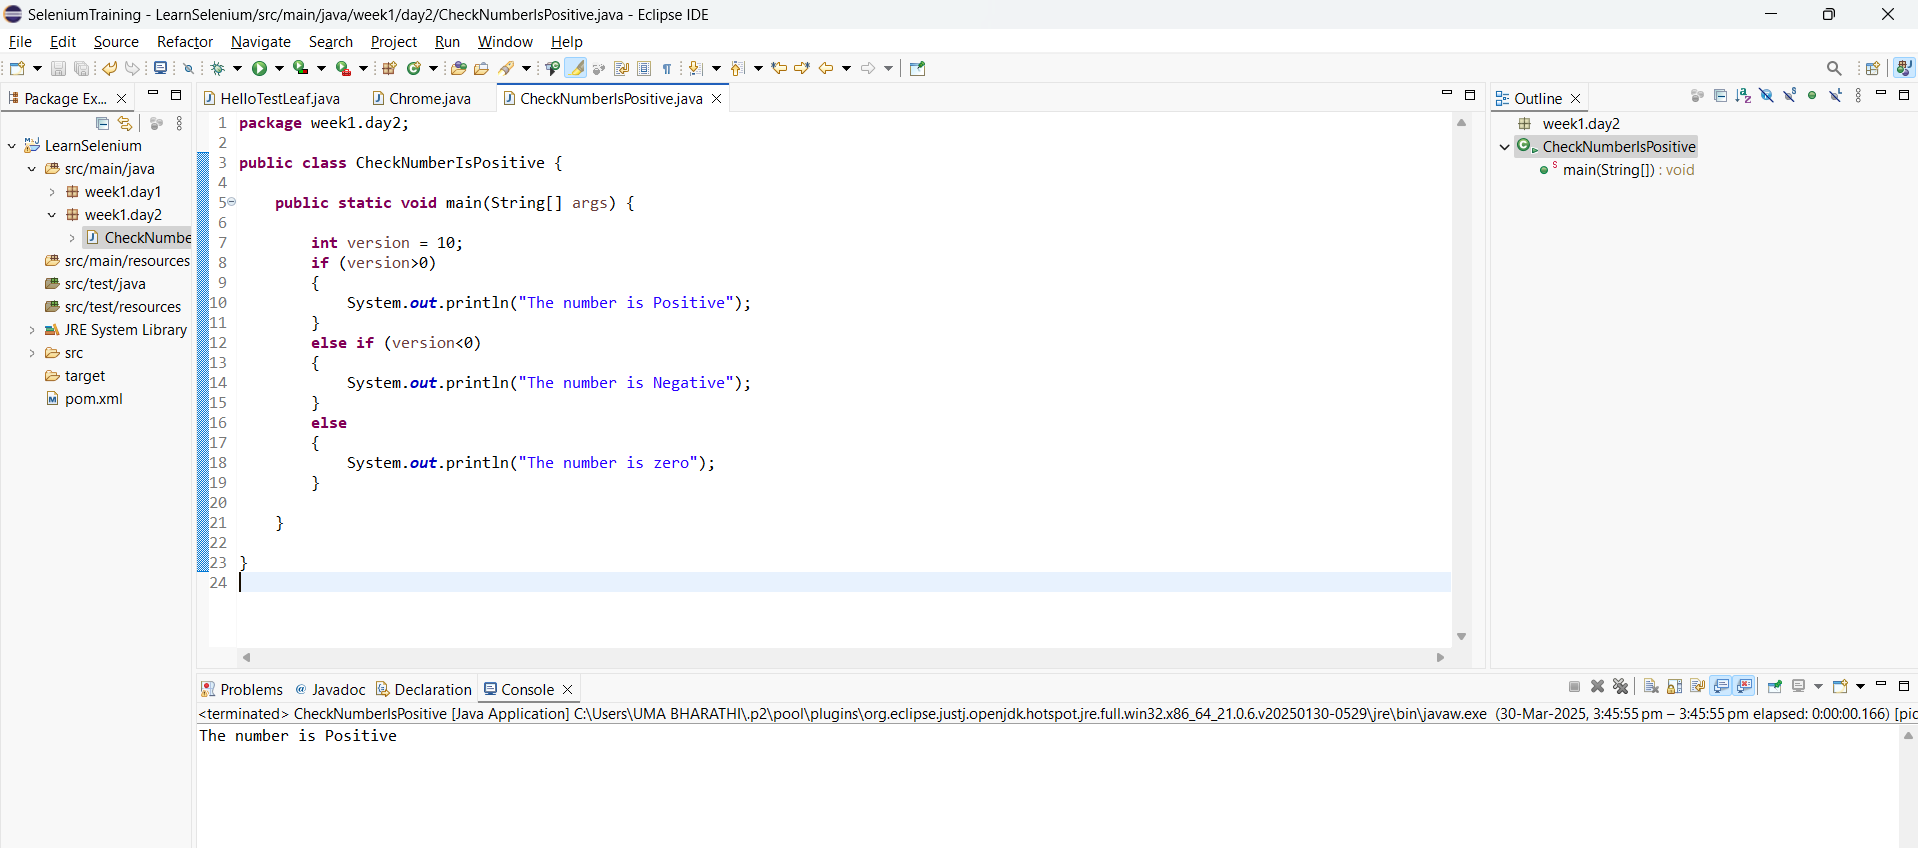 SeleniumTraining - LearnSelenium/src/main/java/week1/day2/CheckNumberIsPositive.java - Eclipse IDE
File Edit Source Refactor Navigate Search Project Run Window Help
Package Ex...
LearnSelenium
src/main/java
week1.day1
week1.day2
CheckNumbe
src/main/resources
src/test/java
src/test/resources
JRE System Library
src
target
pom.xml
HelloTestLeaf.java Chrome.java CheckNumberIsPositive.java
1 package week1.day2;
2
3 public class CheckNumberIsPositive {
4
5 public static void main(String[] args) {
6
7 int version = 10;
8 if (version>0)
9 {
10 System.out.println("The number is Positive");
11 }
12 else if (version<0)
13 {
14 System.out.println("The number is Negative");
15 }
16 else
17 {
18 System.out.println("The number is zero");
19 }
20
21 }
22
23 }
24
Outline
week1.day2
CheckNumberIsPositive
main(String[]) : void
Problems @ Javadoc Declaration Console
<terminated> CheckNumberIsPositive [Java Application] C:\Users\UMA BHARATHI\.p2\pool\plugins\org.eclipse.justj.openjdk.hotspot.jre.full.win32.x86_64_21.0.6.v20250130-0529\jre\bin\javaw.exe (30-Mar-2025, 3:45:55 pm – 3:45:55 pm elapsed: 0:00:00.166) [pic
The number is Positive